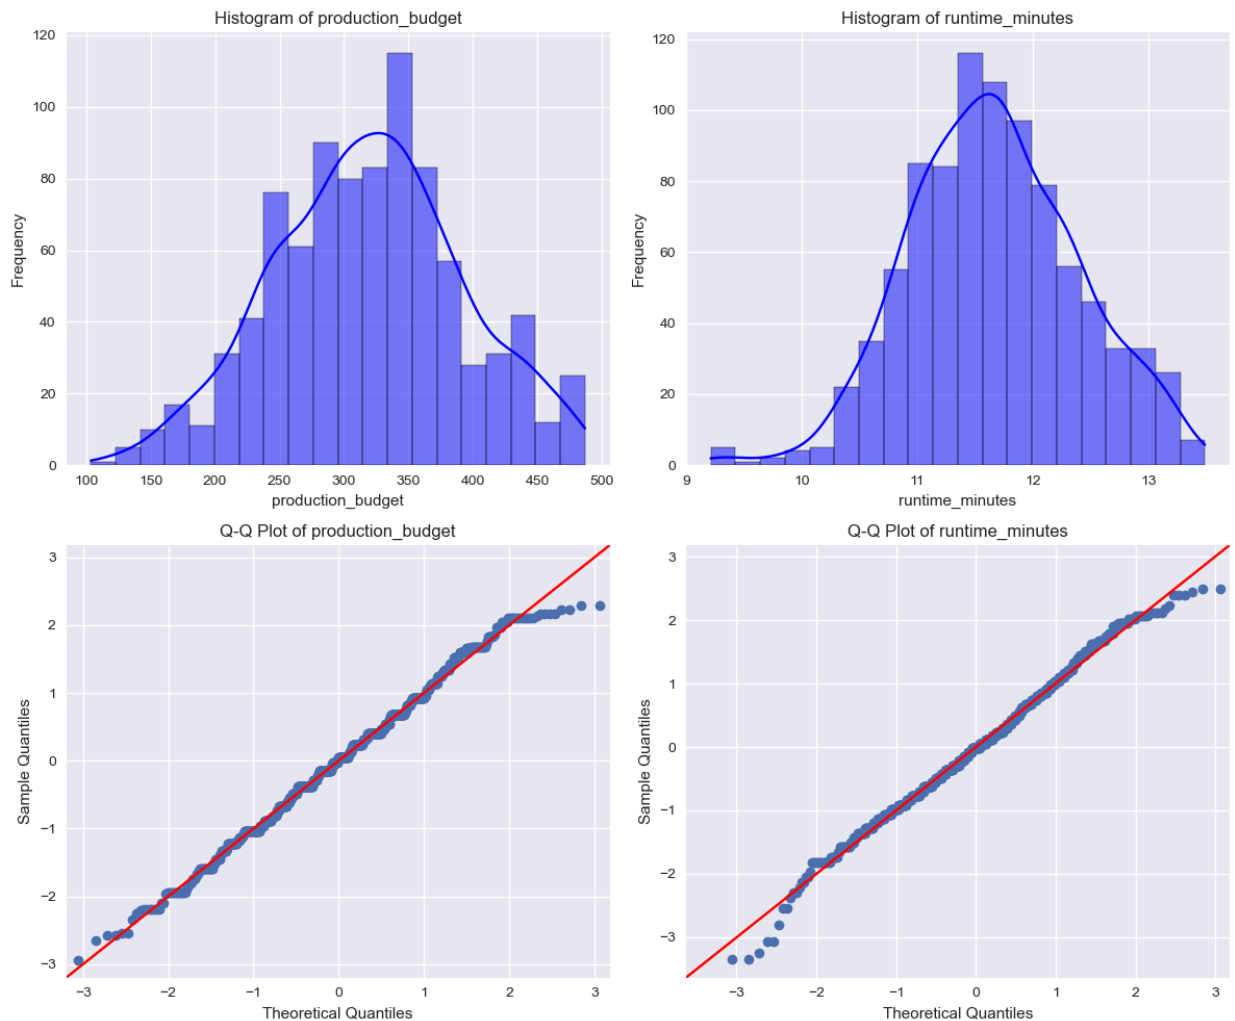 Histogram of production_budget
120
100
80
60
40
20
0
Frequency
100 150 200 250 300 350 400 450 500
production_budget
Histogram of runtime_minutes
120
100
80
60
40
20
0
Frequency
9 10 11 12 13
runtime_minutes
Q-Q Plot of production_budget
3
2
1
0
−1
−2
−3
Sample Quantiles
−3 −2 −1 0 1 2 3
Theoretical Quantiles
Q-Q Plot of runtime_minutes
3
2
1
0
−1
−2
−3
Sample Quantiles
−3 −2 −1 0 1 2 3
Theoretical Quantiles